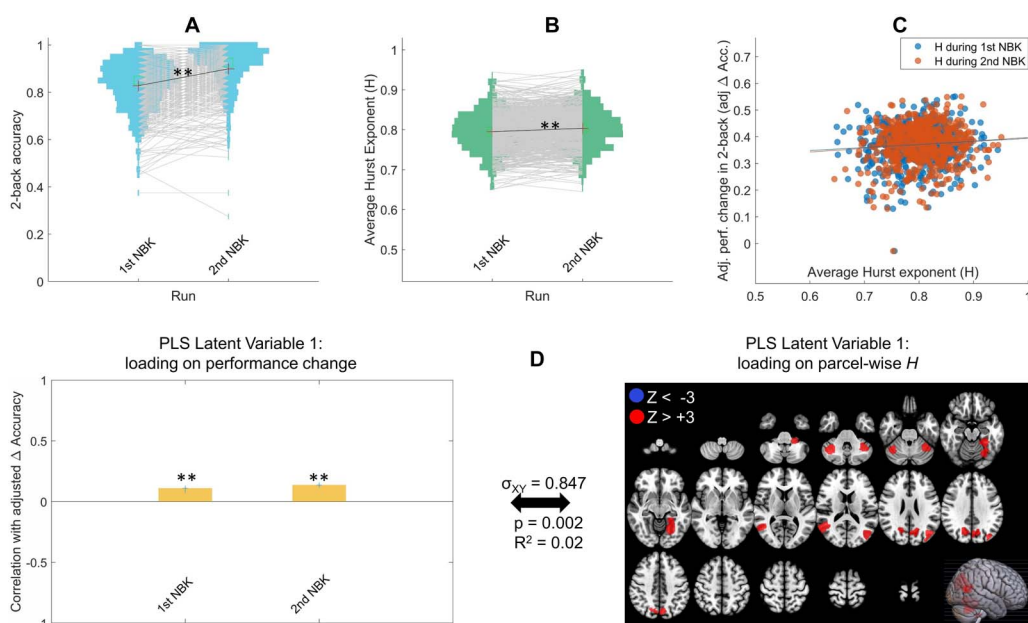 A
2-back accuracy
1
0.8
0.6
0.4
0.2
0
**
1st NBK
2nd NBK
Run
B
Average Hurst Exponent (H)
1
0.9
0.8
0.7
0.6
0.5
**
1st NBK
2nd NBK
Run
C
Adj. perf. change in 2-back (adj Δ Acc.)
0.7
0.6
0.5
0.4
0.3
0.2
0.1
0
H during 1st NBK
H during 2nd NBK
Average Hurst exponent (H)
0.5
0.6
0.7
0.8
0.9
1
PLS Latent Variable 1:
loading on performance change
Correlation with adjusted Δ Accuracy
1
0.5
0
-0.5
**
**
1st NBK
2nd NBK
D
σXY = 0.847
p = 0.002
R² = 0.02
PLS Latent Variable 1:
loading on parcel-wise H
Z < -3
Z > +3